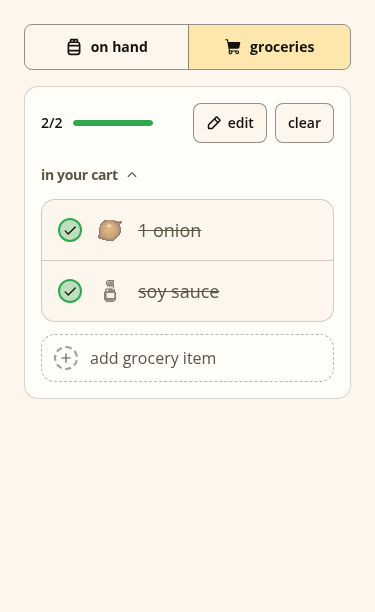 on hand
groceries
2/2
edit
clear
in your cart
1 onion
soy sauce
add grocery item